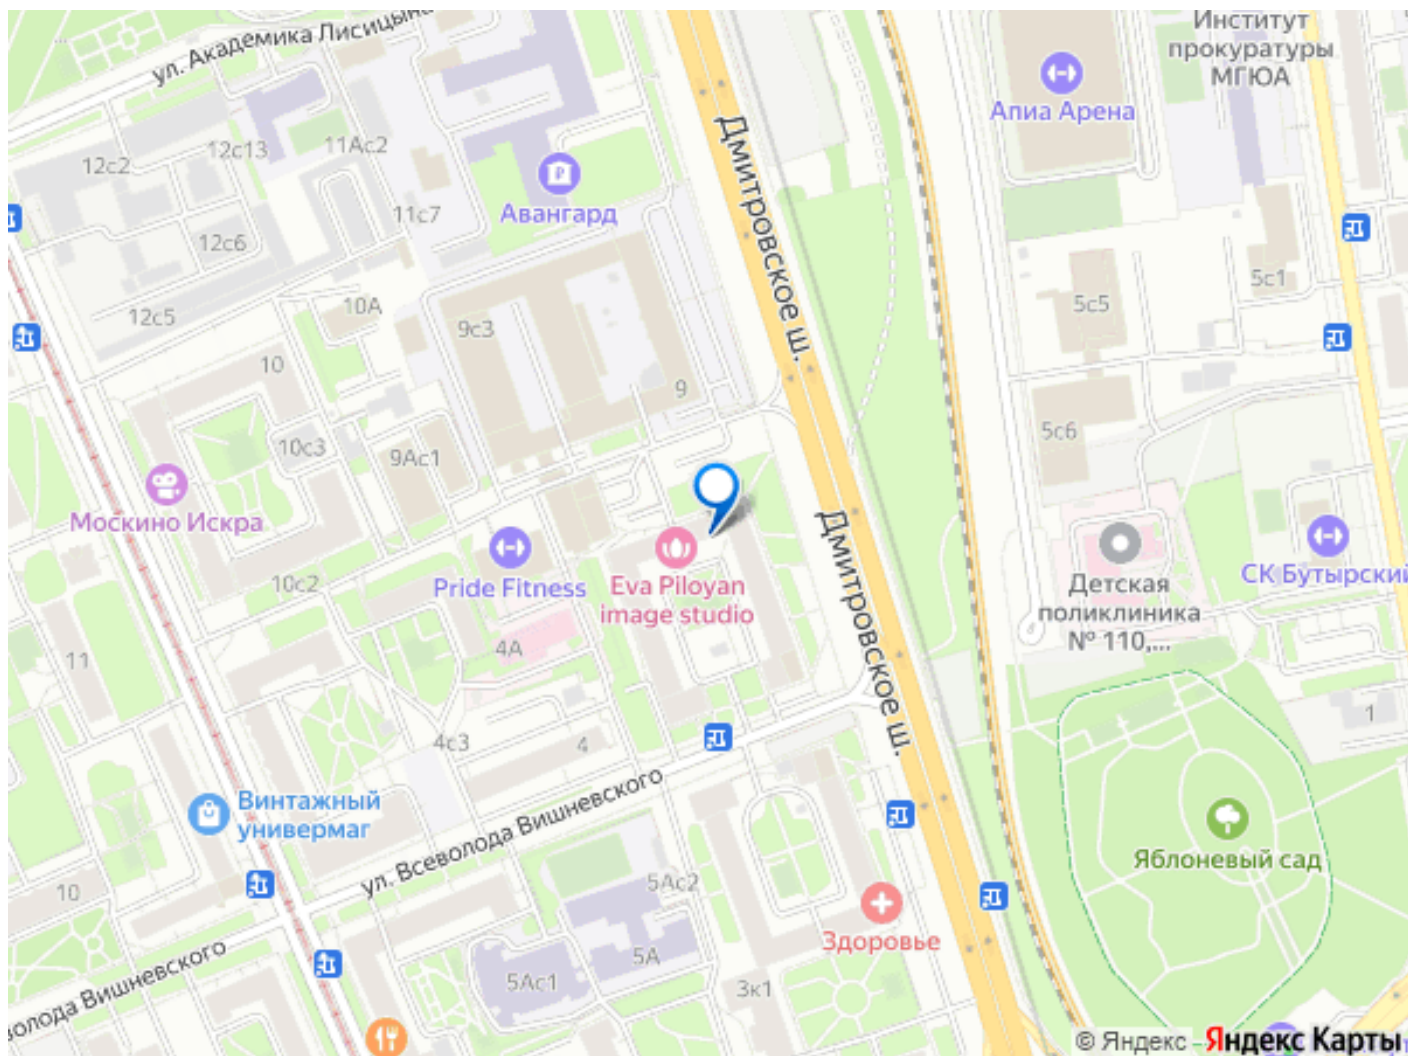 Институт
прокуратуры
МГЮА
ул. Академика Лисицына
Апиа Арена
12с13
11Ас2
12с2
Авангард
11с7
12с6
Дмитровское ш.
5с1
5с5
10А
12с5
9с3
10
9
5с6
10с3
9Ас1
Москино Искра
Дмитровское ш.
Pride Fitness
Eva Piloyan
image studio
10с2
Детская
поликлиника
№ 110,...
СК Бутырский
4А
11
1
4с3
4
Винтажный
универмаг
ул. Всеволода Вишневского
Яблоневый сад
10
5Ас2
Здоровье
5А
5Ас1
3к1
волода Вишневского
© Яндекс Яндекс Карты